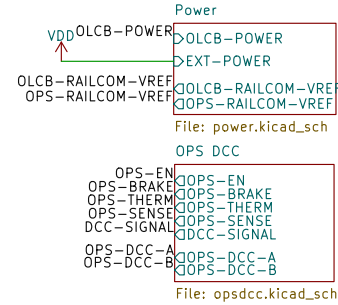 Power
OLCB-POWER
OLCB-POWER
VDD
EXT-POWER
OLCB-RAILCOM-VREF
OLCB-RAILCOM-VREF
OPS-RAILCOM-VREF
OPS-RAILCOM-VREF
File: power.kicad_sch
OPS DCC
OPS-EN
OPS-EN
OPS-BRAKE
OPS-BRAKE
OPS-THERM
OPS-THERM
OPS-SENSE
OPS-SENSE
DCC-SIGNAL
DCC-SIGNAL
OPS-DCC-A
OPS-DCC-A
OPS-DCC-B
OPS-DCC-B
File: opsdcc.kicad_sch